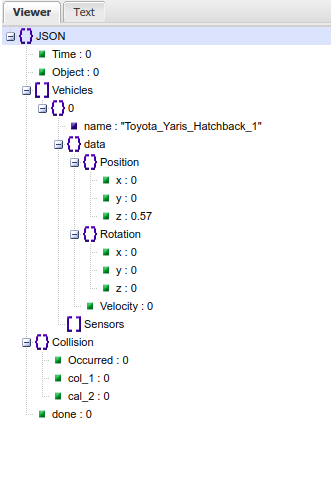 Viewer Text
JSON
Time : 0
Object : 0
Vehicles
0
name : "Toyota_Yaris_Hatchback_1"
data
Position
x : 0
y : 0
z : 0.57
Rotation
x : 0
y : 0
z : 0
Velocity : 0
Sensors
Collision
Occurred : 0
col_1 : 0
cal_2 : 0
done : 0